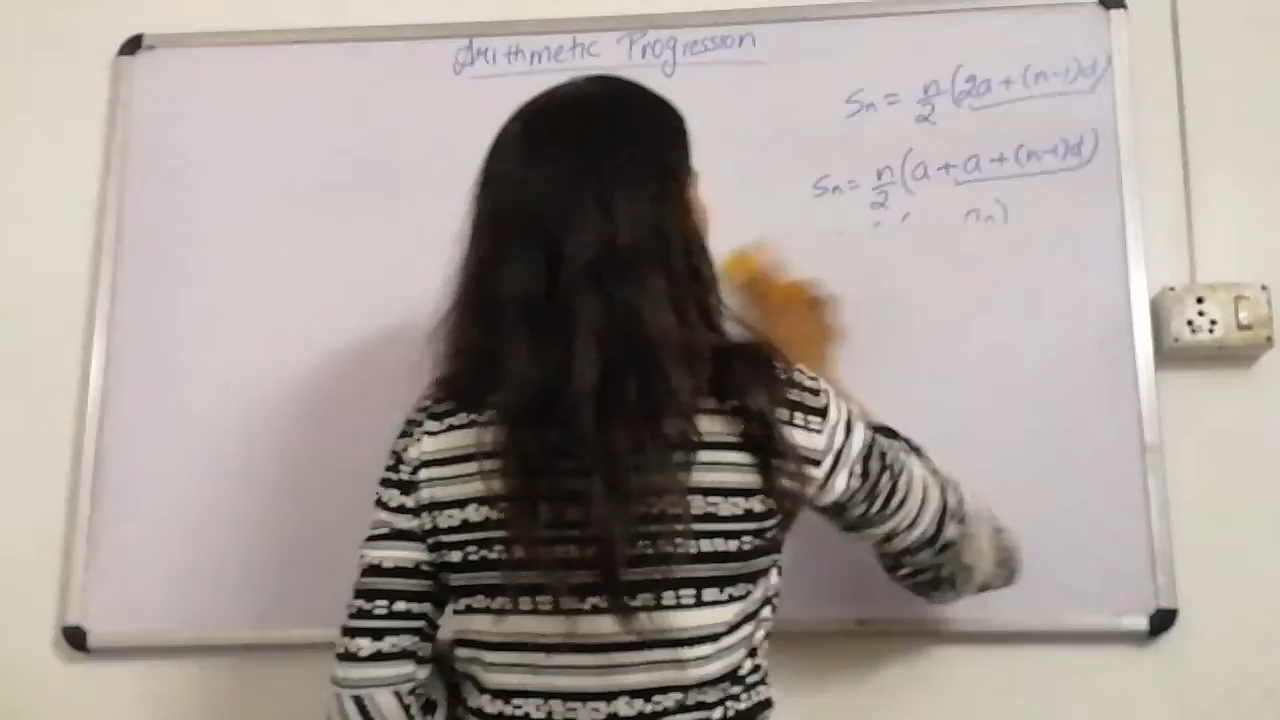 Arithmetic Progression
Sn = n/2 (2a + (n-1)d)
Sn = n/2 (a + a + (n-1)d)